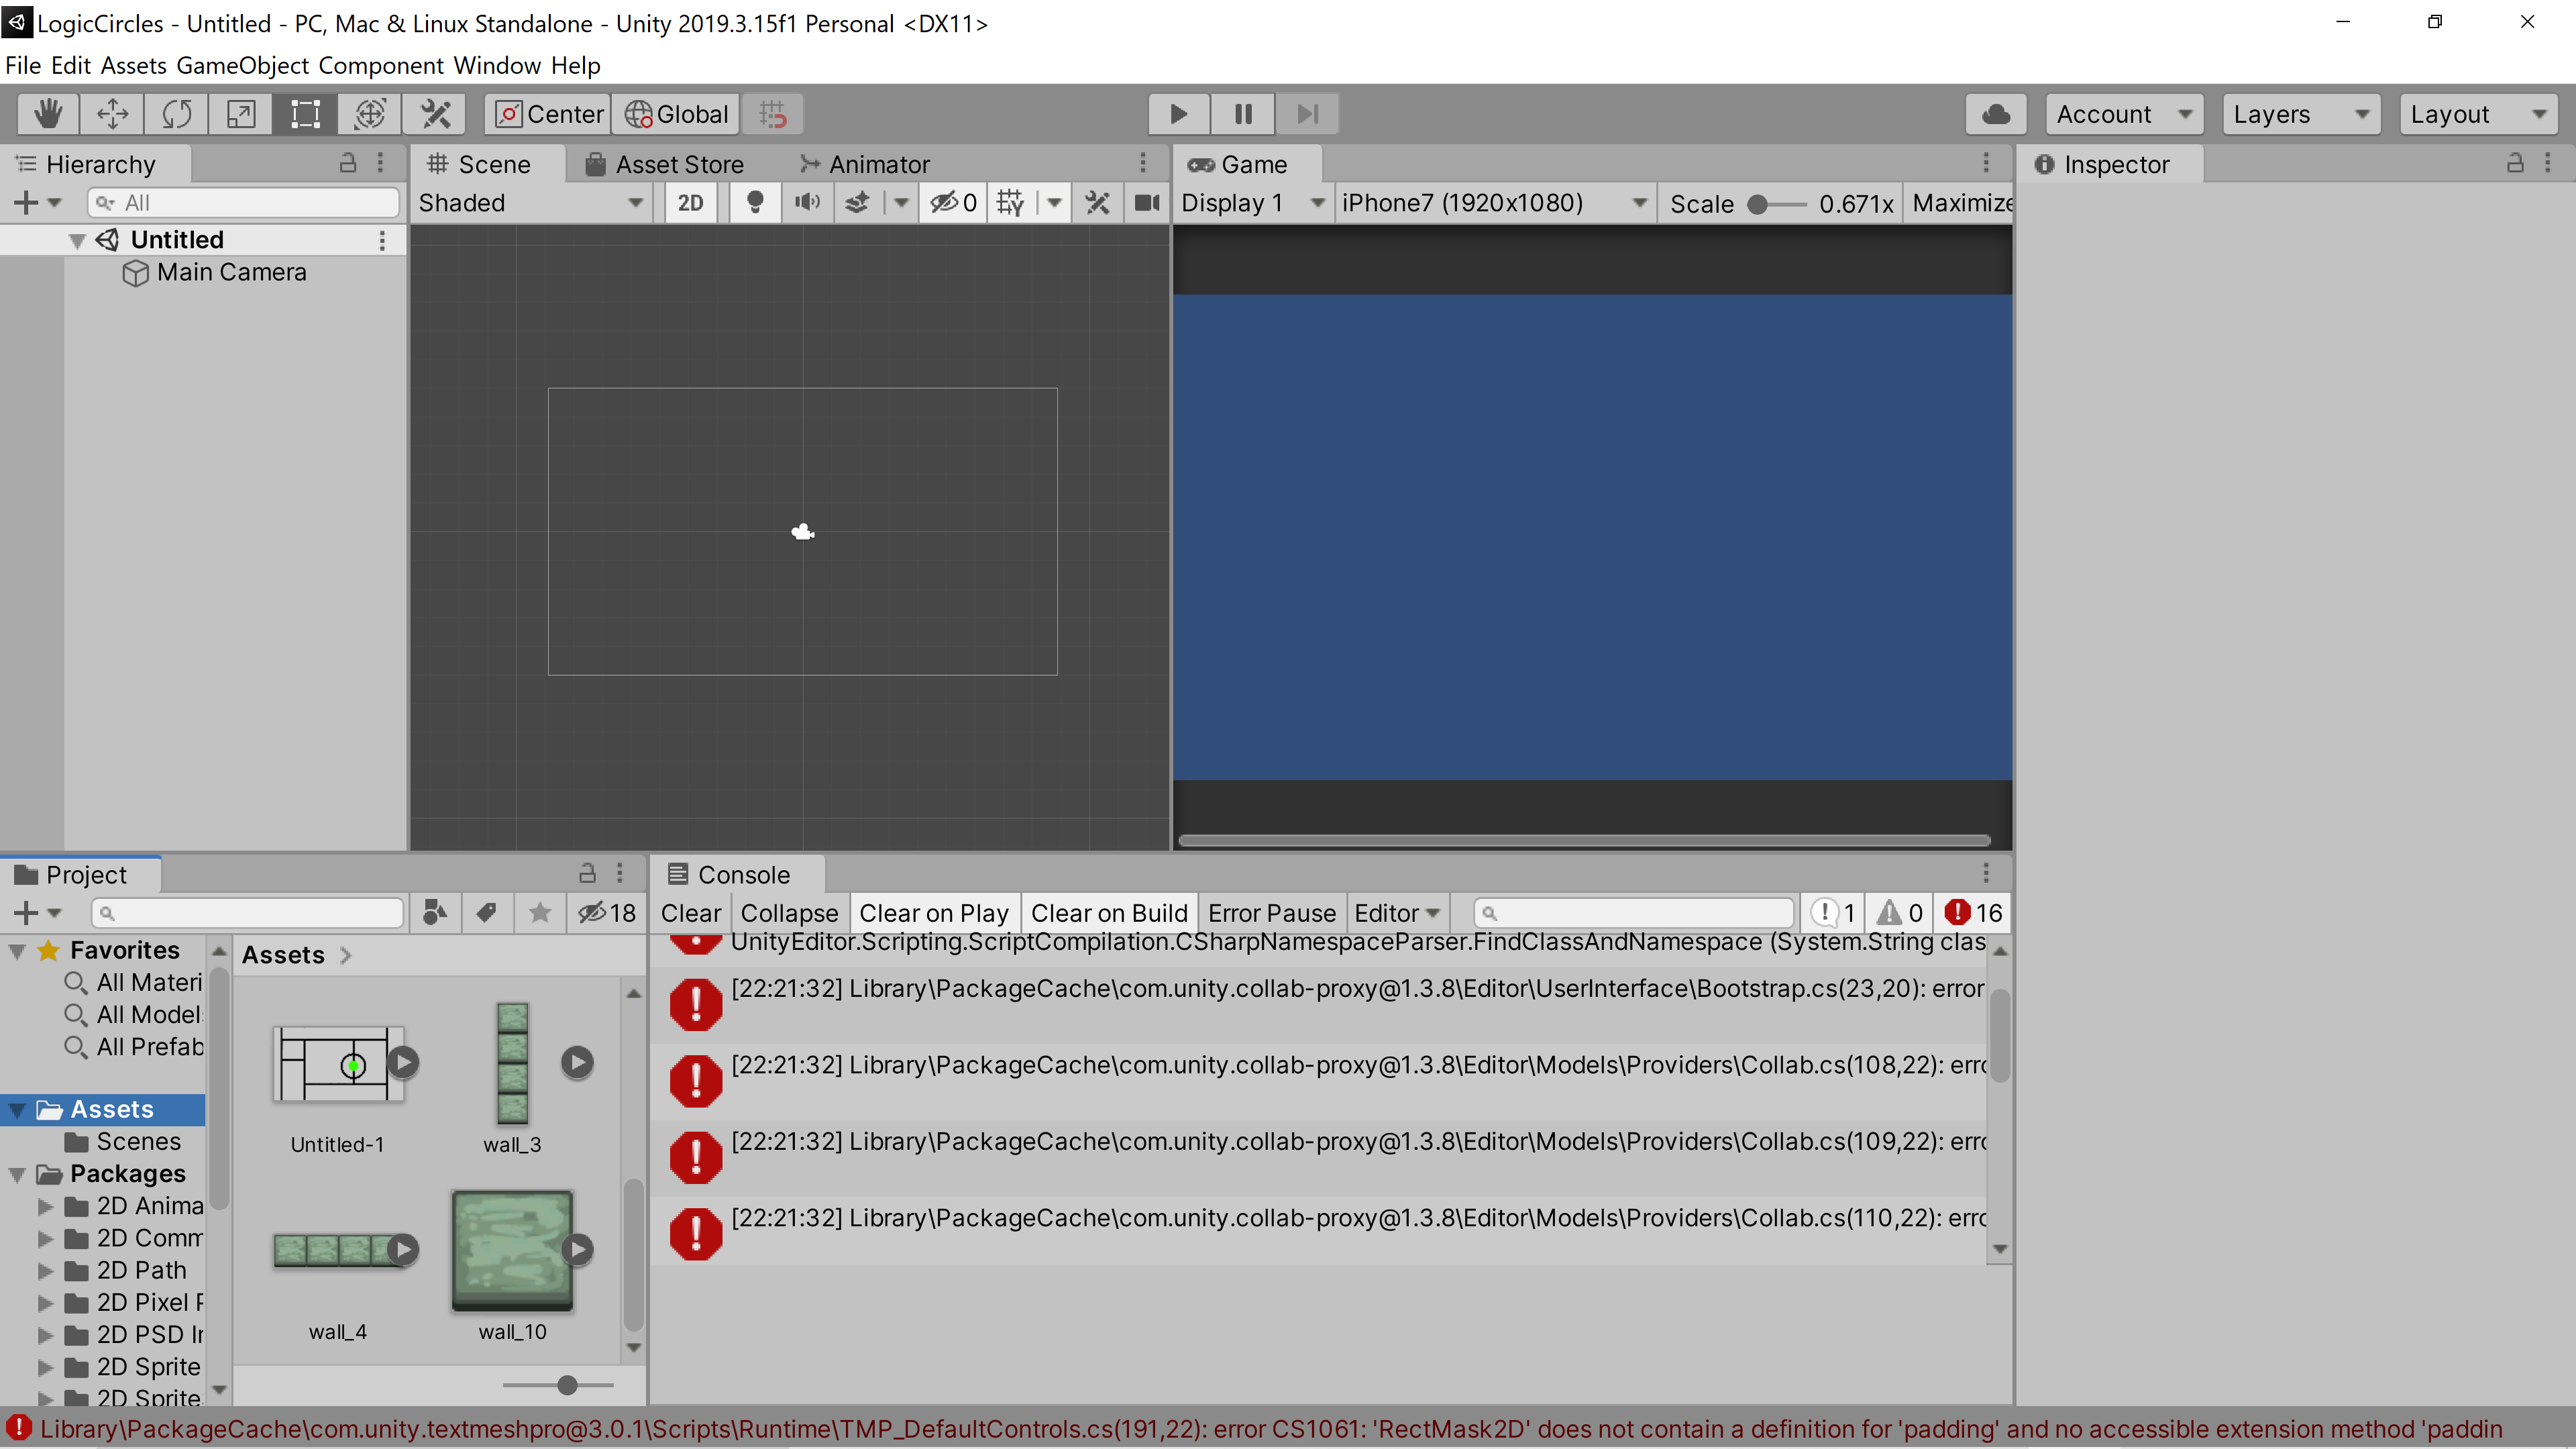 LogicCircles - Untitled - PC, Mac & Linux Standalone - Unity 2019.3.15f1 Personal <DX11>
File Edit Assets GameObject Component Window Help
Center Global Account Layers Layout
Hierarchy
All
Untitled
Main Camera
Scene Asset Store Animator
Shaded 2D 0
Game
Display 1 iPhone7 (1920x1080) Scale 0.671x Maximize
Inspector
Project
18
Favorites
All Materi
All Model
All Prefab
Assets
Scenes
Packages
2D Anima
2D Comm
2D Path
2D Pixel P
2D PSD Ir
2D Sprite
2D Sprite
Assets
Untitled-1 wall_3
wall_4 wall_10
Console
Clear Collapse Clear on Play Clear on Build Error Pause Editor 1 0 16
UnityEditor.Scripting.ScriptCompilation.CSharpNamespaceParser.FindClassAndNamespace (System.String clas
[22:21:32] Library\PackageCache\com.unity.collab-proxy@1.3.8\Editor\UserInterface\Bootstrap.cs(23,20): error
[22:21:32] Library\PackageCache\com.unity.collab-proxy@1.3.8\Editor\Models\Providers\Collab.cs(108,22): erro
[22:21:32] Library\PackageCache\com.unity.collab-proxy@1.3.8\Editor\Models\Providers\Collab.cs(109,22): erro
[22:21:32] Library\PackageCache\com.unity.collab-proxy@1.3.8\Editor\Models\Providers\Collab.cs(110,22): erro
Library\PackageCache\com.unity.textmeshpro@3.0.1\Scripts\Runtime\TMP_DefaultControls.cs(191,22): error CS1061: 'RectMask2D' does not contain a definition for 'padding' and no accessible extension method 'paddin